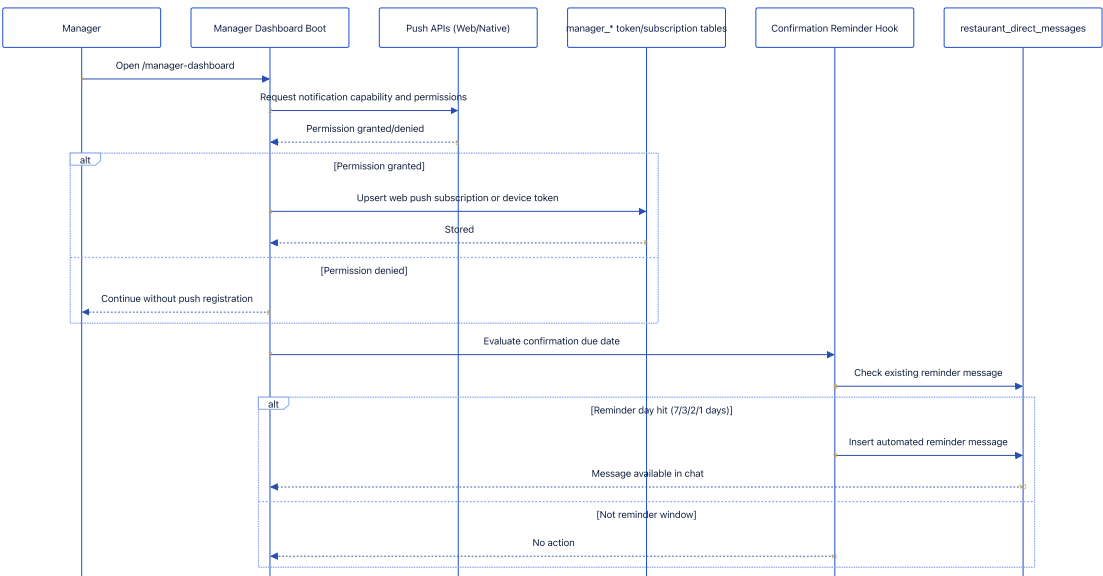 Manager
Manager Dashboard Boot
Push APIs (Web/Native)
manager_* token/subscription tables
Confirmation Reminder Hook
restaurant_direct_messages
Open /manager-dashboard
Request notification capability and permissions
Permission granted/denied
alt
[Permission granted]
Upsert web push subscription or device token
Stored
[Permission denied]
Continue without push registration
Evaluate confirmation due date
Check existing reminder message
alt
[Reminder day hit (7/3/2/1 days)]
Insert automated reminder message
Message available in chat
[Not reminder window]
No action